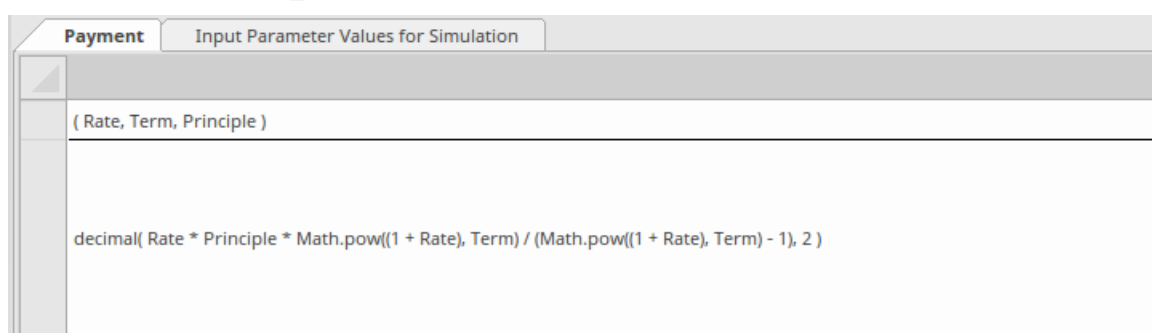 Payment
Input Parameter Values for Simulation
( Rate, Term, Principle )
decimal( Rate * Principle * Math.pow((1 + Rate), Term) / (Math.pow((1 + Rate), Term) - 1), 2 )